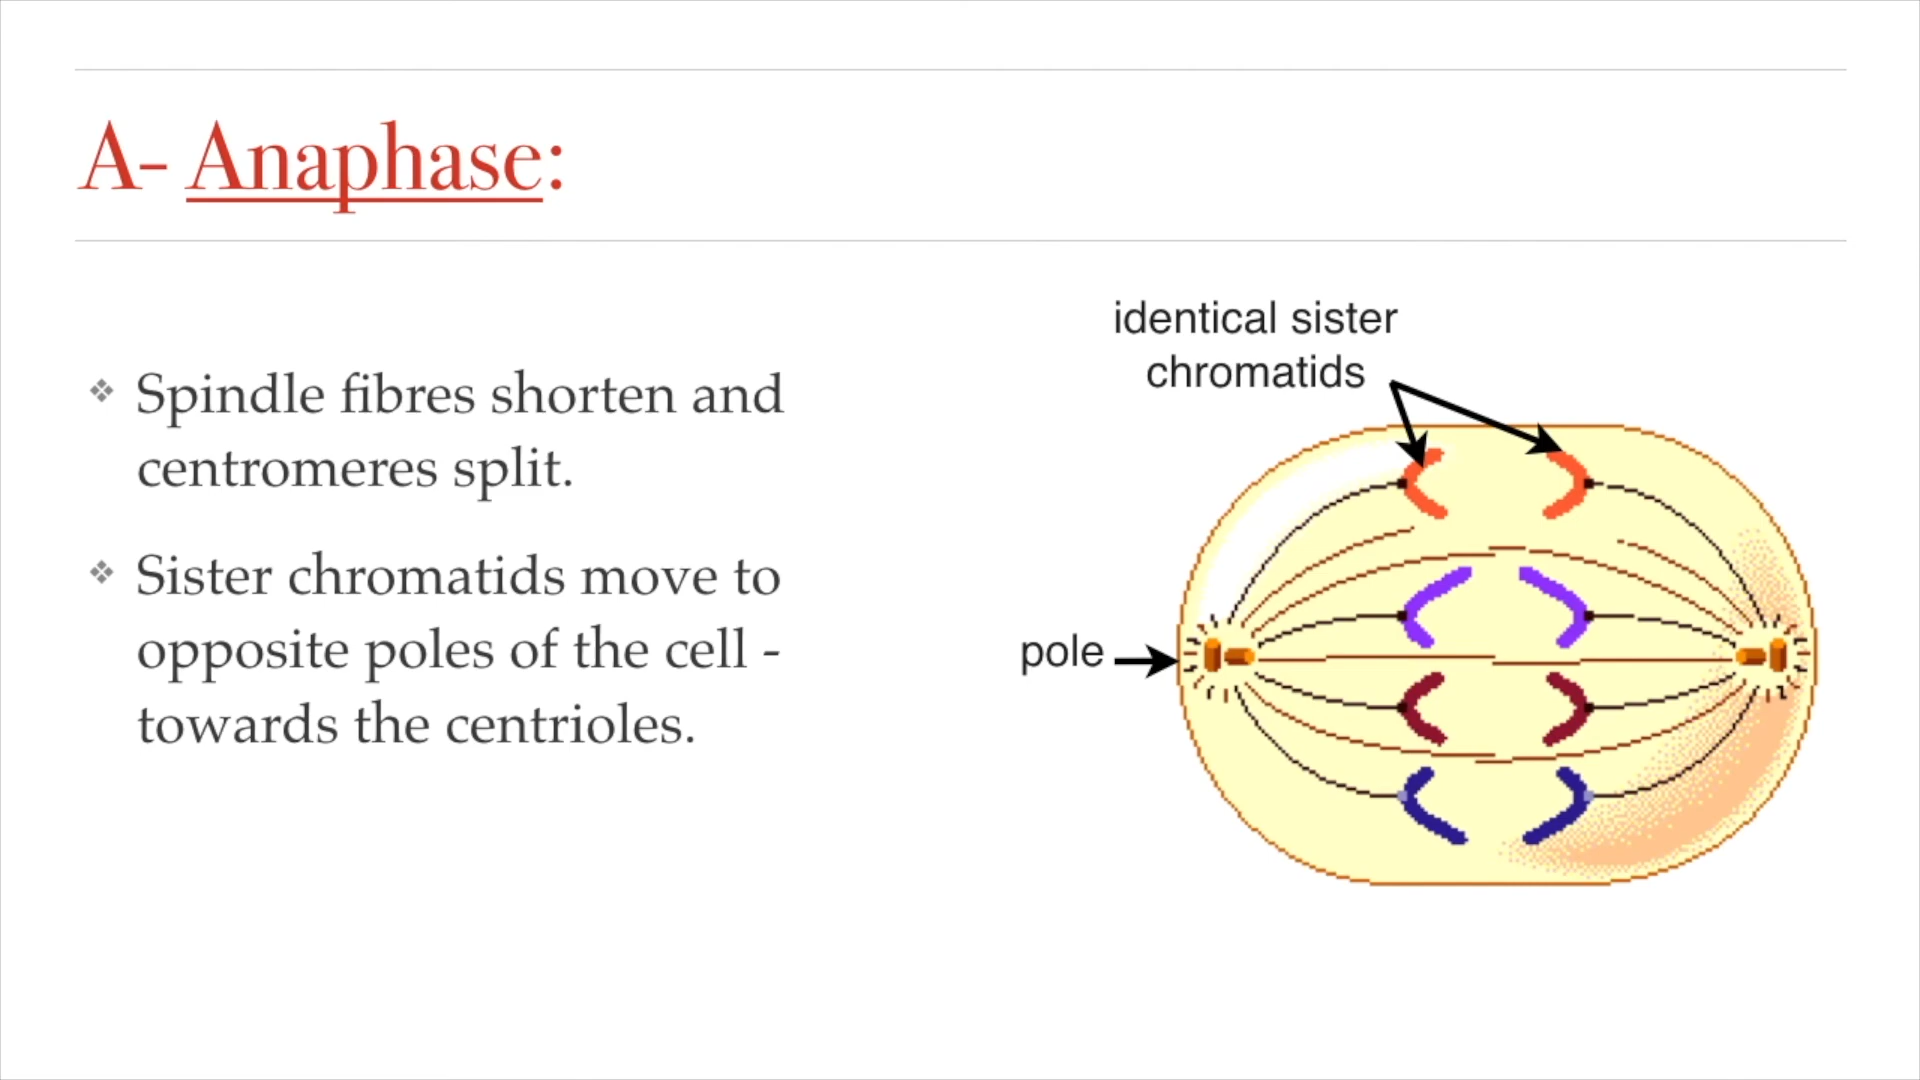 A- Anaphase:
❖ Spindle fibres shorten and
centromeres split.
❖ Sister chromatids move to
opposite poles of the cell -
towards the centrioles.
identical sister
chromatids
pole